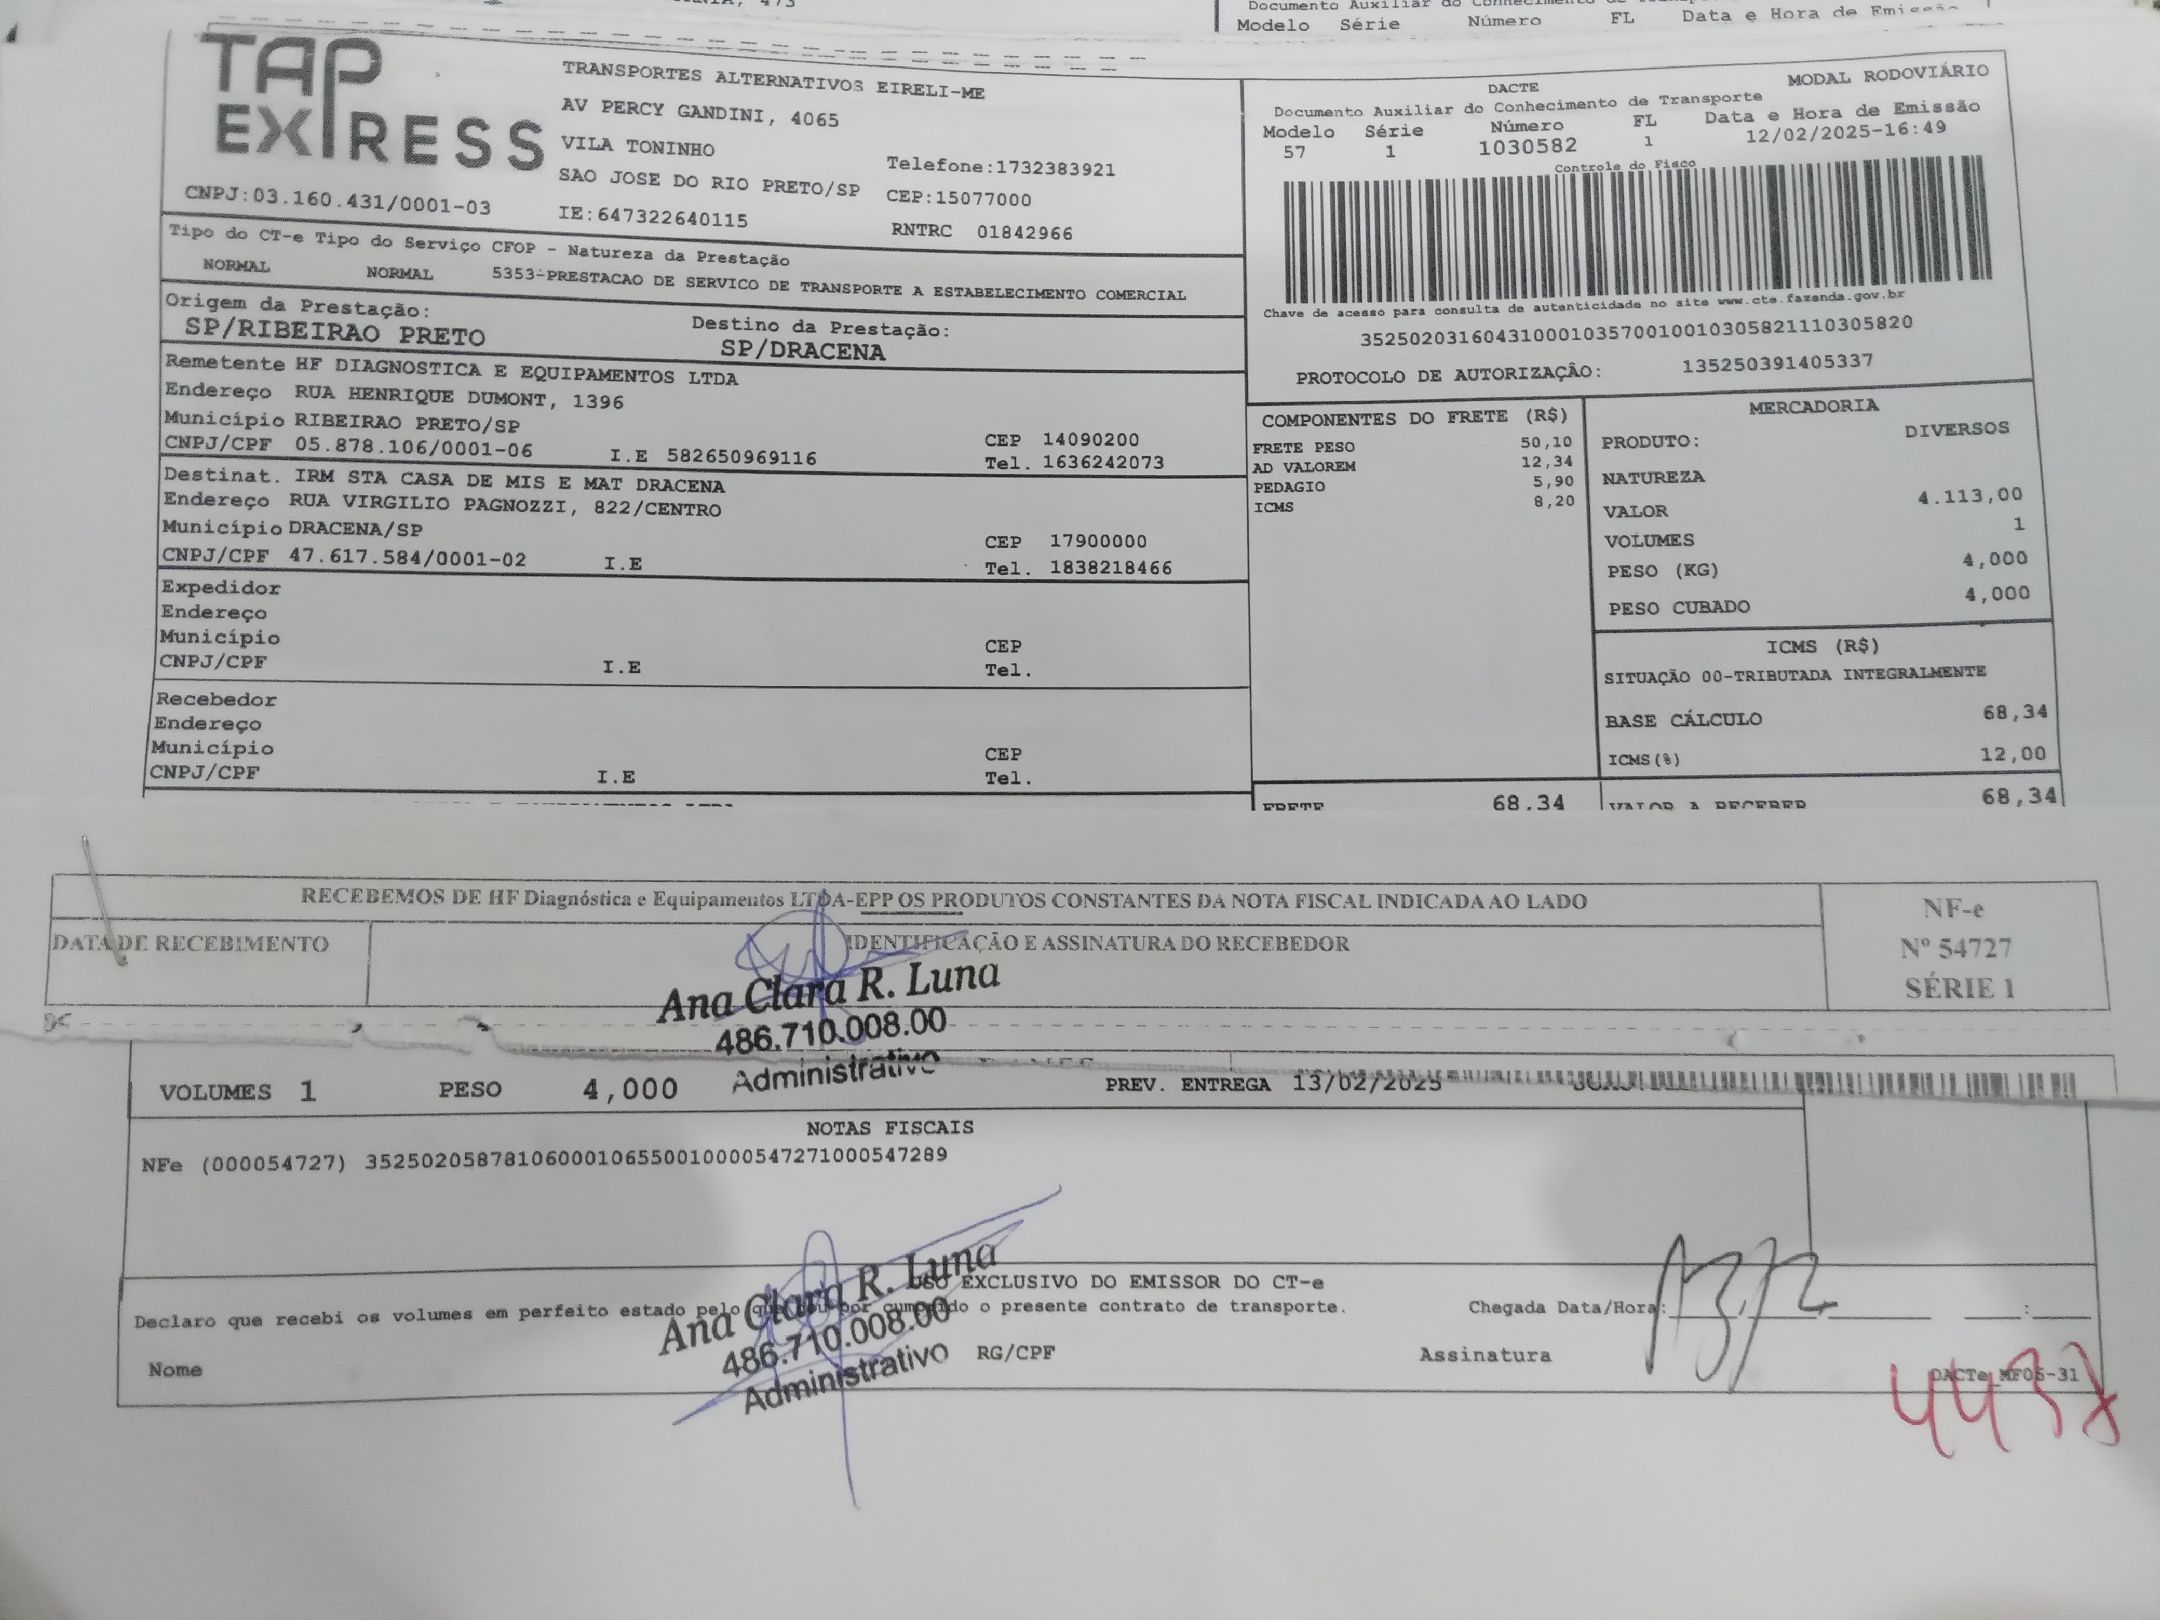 Documento Auxiliar do Conhecimento de
Modelo Série Número FL Data e Hora de Emissão
TAP EXPRESS
TRANSPORTES ALTERNATIVOS EIRELI-ME
AV PERCY GANDINI, 4065
VILA TONINHO
Telefone:1732383921
SAO JOSE DO RIO PRETO/SP CEP:15077000
CNPJ:03.160.431/0001-03 IE:647322640115 RNTRC 01842966
DACTE MODAL RODOVIÁRIO
Documento Auxiliar do Conhecimento de Transporte
Modelo Série Número FL Data e Hora de Emissão
57 1 1030582 1 12/02/2025-16:49
Controle do Fisco
Chave de acesso para consulta de autenticidade no site www.cte.fazenda.gov.br
35250203160431000103570010010305821110305820
PROTOCOLO DE AUTORIZAÇÃO: 135250391405337
Tipo do CT-e Tipo do Serviço CFOP - Natureza da Prestação
NORMAL NORMAL 5353-PRESTACAO DE SERVICO DE TRANSPORTE A ESTABELECIMENTO COMERCIAL
Origem da Prestação: Destino da Prestação:
SP/RIBEIRAO PRETO SP/DRACENA
Remetente HF DIAGNOSTICA E EQUIPAMENTOS LTDA
Endereço RUA HENRIQUE DUMONT, 1396
Município RIBEIRAO PRETO/SP CEP 14090200
CNPJ/CPF 05.878.106/0001-06 I.E 582650969116 Tel. 1636242073
Destinat. IRM STA CASA DE MIS E MAT DRACENA
Endereço RUA VIRGILIO PAGNOZZI, 822/CENTRO
Município DRACENA/SP CEP 17900000
CNPJ/CPF 47.617.584/0001-02 I.E Tel. 1838218466
Expedidor
Endereço
Município CEP
CNPJ/CPF I.E Tel.
Recebedor
Endereço
Município CEP
CNPJ/CPF I.E Tel.
COMPONENTES DO FRETE (R$)
FRETE PESO 50,10
AD VALOREM 12,34
PEDAGIO 5,90
ICMS 8,20
MERCADORIA
PRODUTO: DIVERSOS
NATUREZA
VALOR 4.113,00
VOLUMES 1
PESO (KG) 4,000
PESO CUBADO 4,000
ICMS (R$)
SITUAÇÃO 00-TRIBUTADA INTEGRALMENTE
BASE CÁLCULO 68,34
ICMS(%) 12,00
FRETE 68,34 VALOR A RECEBER 68,34
RECEBEMOS DE HF Diagnóstica e Equipamentos LTDA-EPP OS PRODUTOS CONSTANTES DA NOTA FISCAL INDICADA AO LADO
DATA DE RECEBIMENTO IDENTIFICAÇÃO E ASSINATURA DO RECEBEDOR
NF-e
Nº 54727
SÉRIE 1
Ana Clara R. Luna
486.710.008.00
Administrativo
VOLUMES 1 PESO 4,000 PREV. ENTREGA 13/02/2025
NOTAS FISCAIS
NFe (000054727) 35250205878106000106550010000547271000547289
USO EXCLUSIVO DO EMISSOR DO CT-e
Declaro que recebi os volumes em perfeito estado pelo que dou por cumprido o presente contrato de transporte. Chegada Data/Hora: 13/2 :
Ana Clara R. Luna
486.710.008.00
Administrativo
Nome RG/CPF Assinatura
DACTe_MF05-31